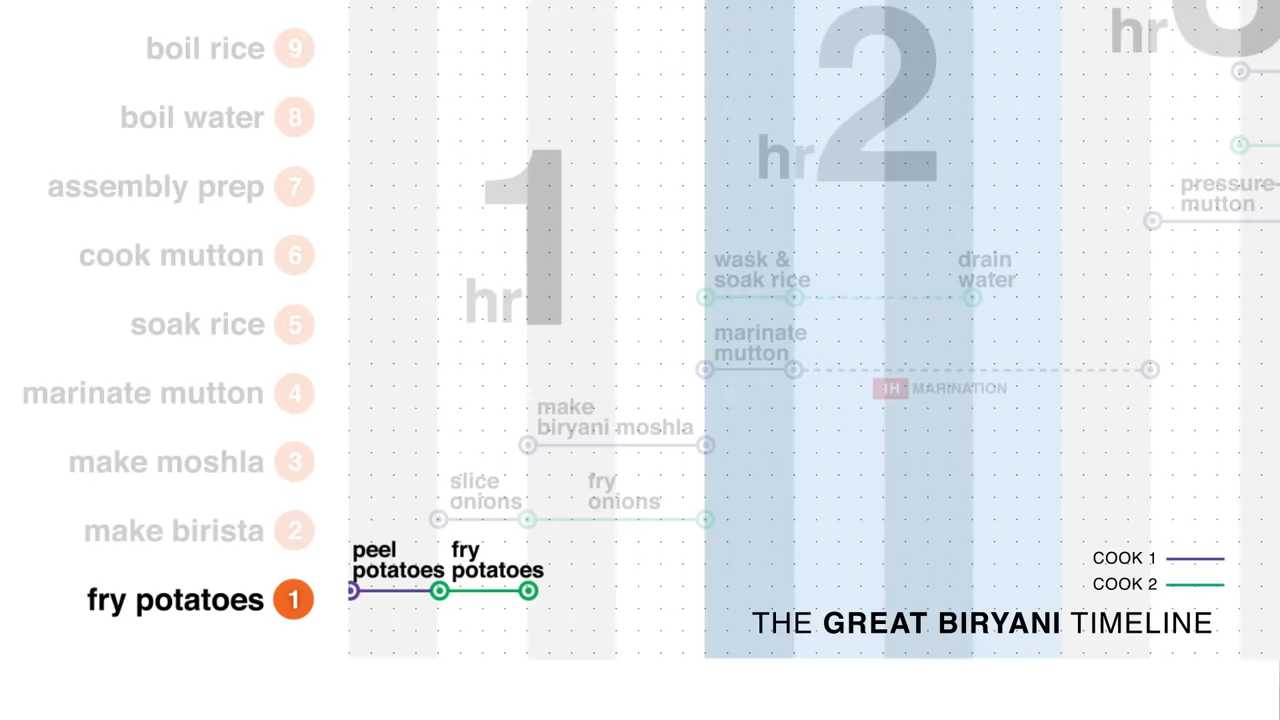 boil rice 9
boil water 8
assembly prep 7
cook mutton 6
soak rice 5
marinate mutton 4
make moshla 3
make birista 2
fry potatoes 1
hr 1
hr 2
hr
pressure
mutton
wask &
soak rice
drain
water
marinate
mutton
1H MARINATION
make
biryani moshla
slice
onions
fry
onions
peel
potatoes
fry
potatoes
COOK 1
COOK 2
THE GREAT BIRYANI TIMELINE